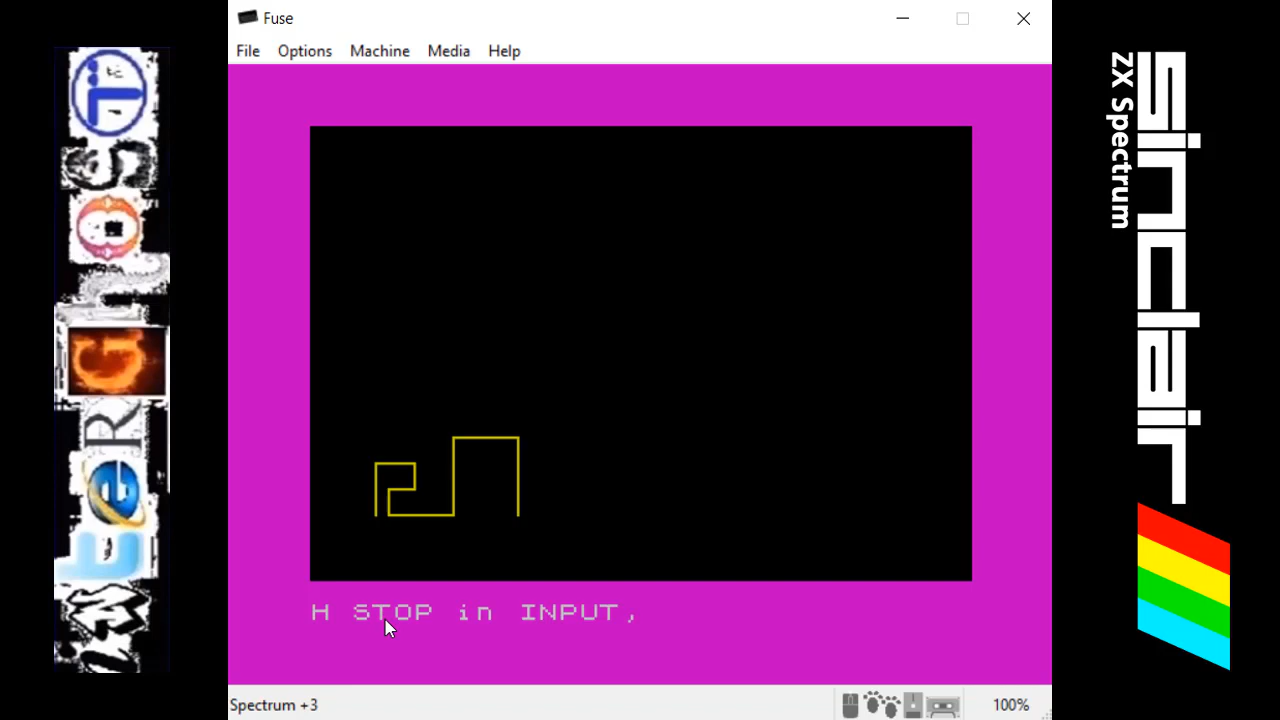 Fuse
File Options Machine Media Help
H STOP in INPUT,
Spectrum +3
100%
sinclair
ZX Spectrum